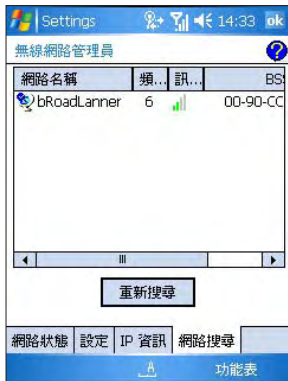 Settings 14:33 ok
無線網路管理員
網路名稱 頻... 訊... BS
bRoadLanner 6 00-90-CC
重新搜尋
網路狀態 設定 IP 資訊 網路搜尋
功能表